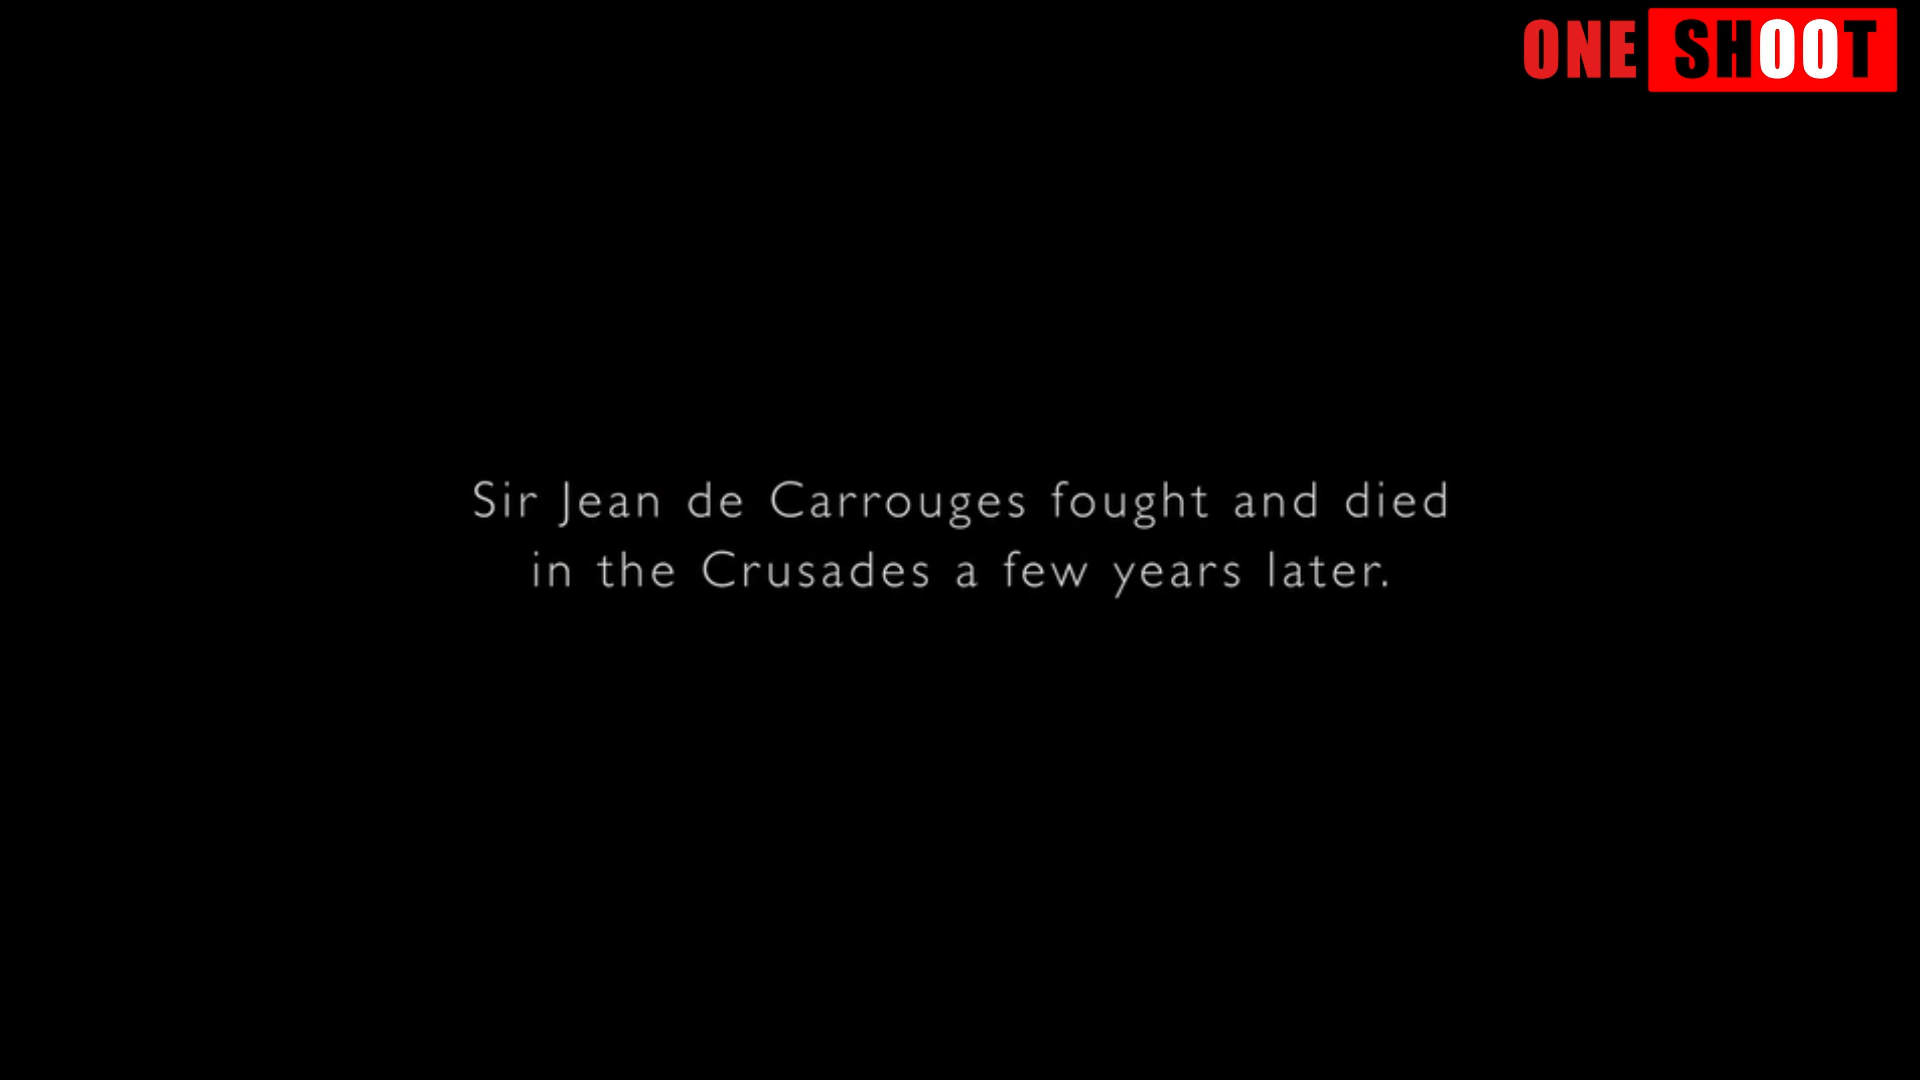 ONE SHOOT
Sir Jean de Carrouges fought and died
in the Crusades a few years later.